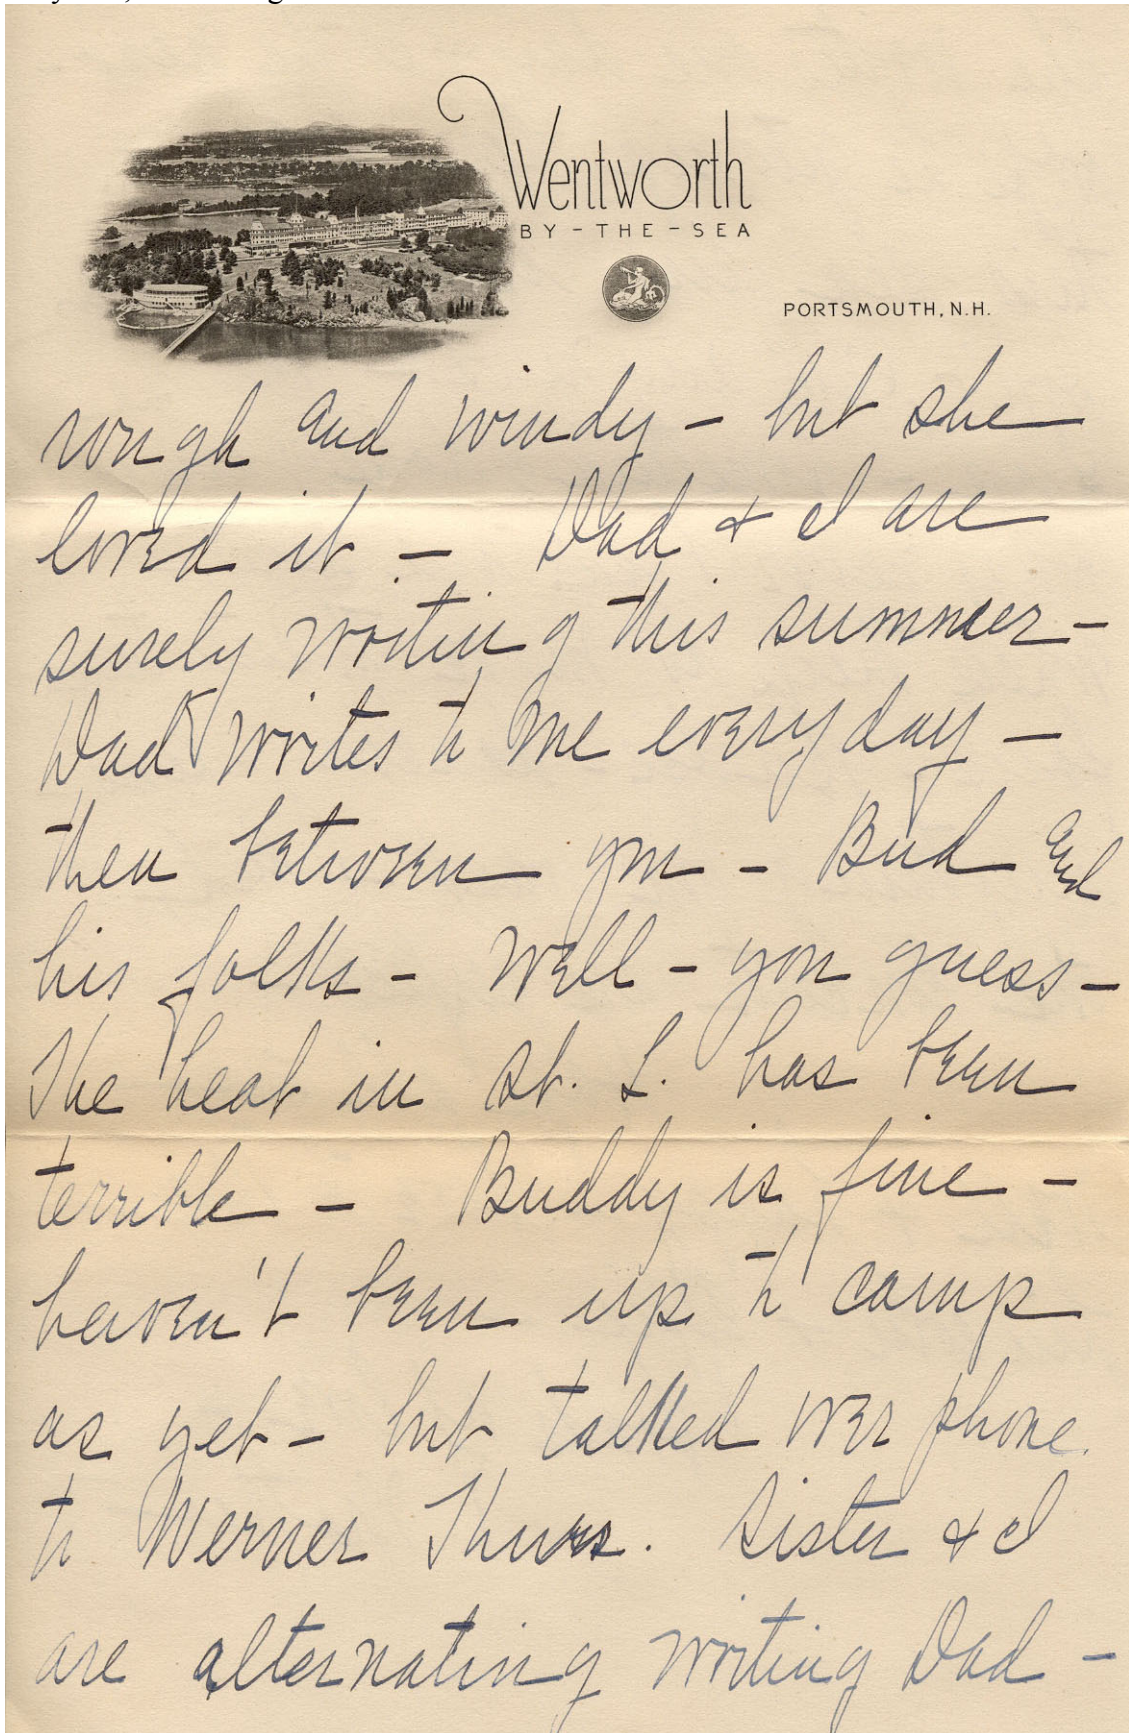 Wentworth
BY-THE-SEA
PORTSMOUTH, N.H.
rough and windy – but she
loved it – Dad & I are
surely writing this summer –
Dad writes to me everyday –
then between you – Bud and
his folks – well – you guess –
The heat in St. L. has been
terrible – Buddy is fine –
haven't been up to camp
as yet – but talked over phone
to Werner Thurs. Sister & I
are alternating writing Dad –